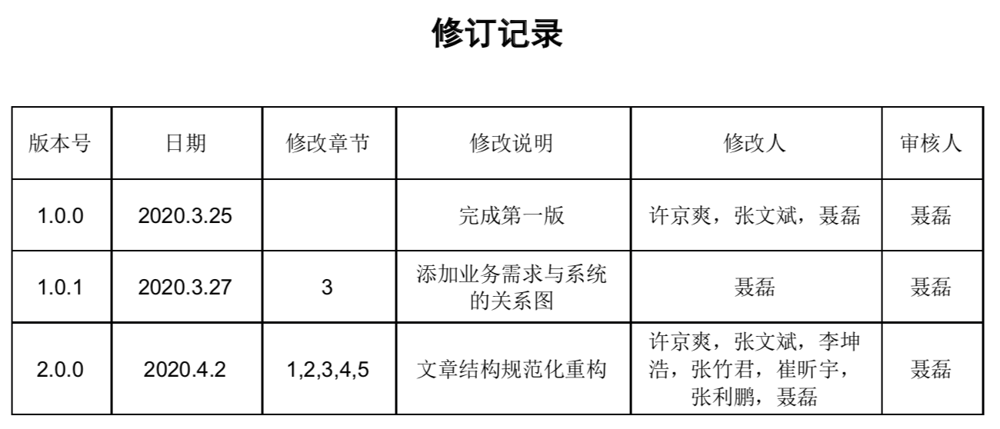 修订记录
版本号 日期 修改章节 修改说明 修改人 审核人
1.0.0 2020.3.25 完成第一版 许京爽，张文斌，聂磊 聂磊
1.0.1 2020.3.27 3 添加业务需求与系统
的关系图 聂磊 聂磊
2.0.0 2020.4.2 1,2,3,4,5 文章结构规范化重构 许京爽，张文斌，李坤
浩，张竹君，崔昕宇，
张利鹏，聂磊 聂磊